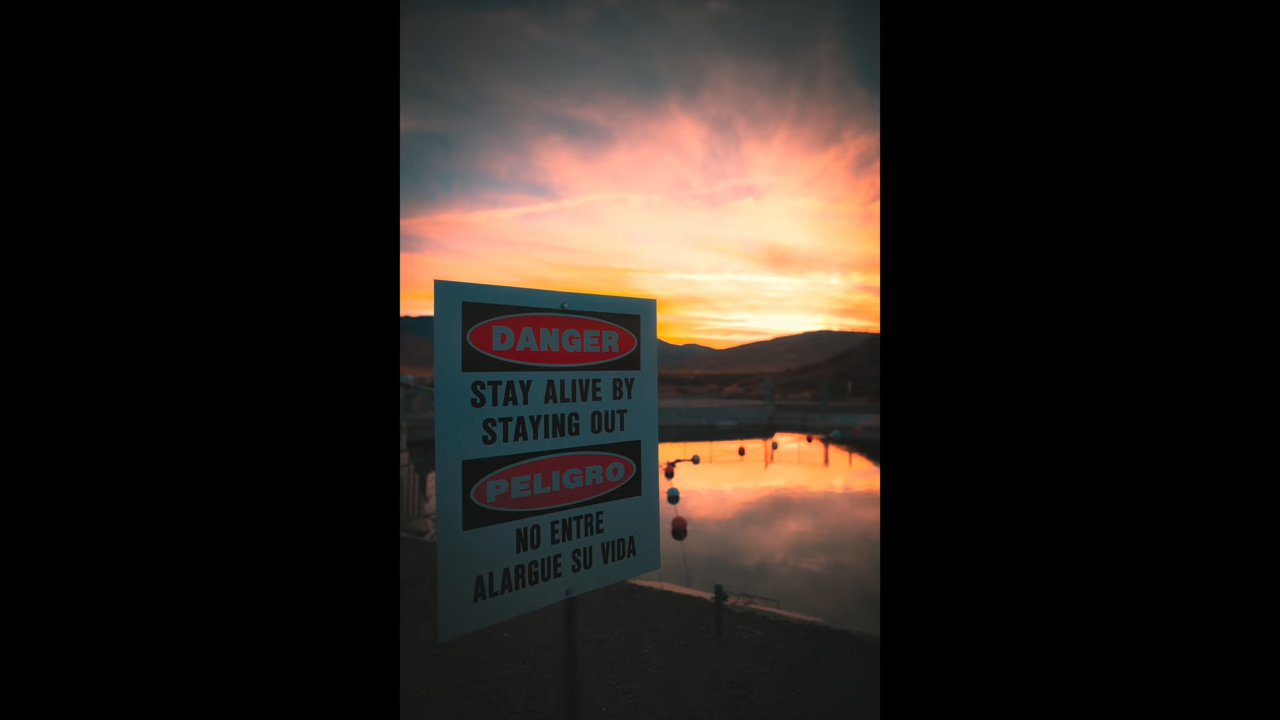 DANGER
STAY ALIVE BY
STAYING OUT
PELIGRO
NO ENTRE
ALARGUE SU VIDA